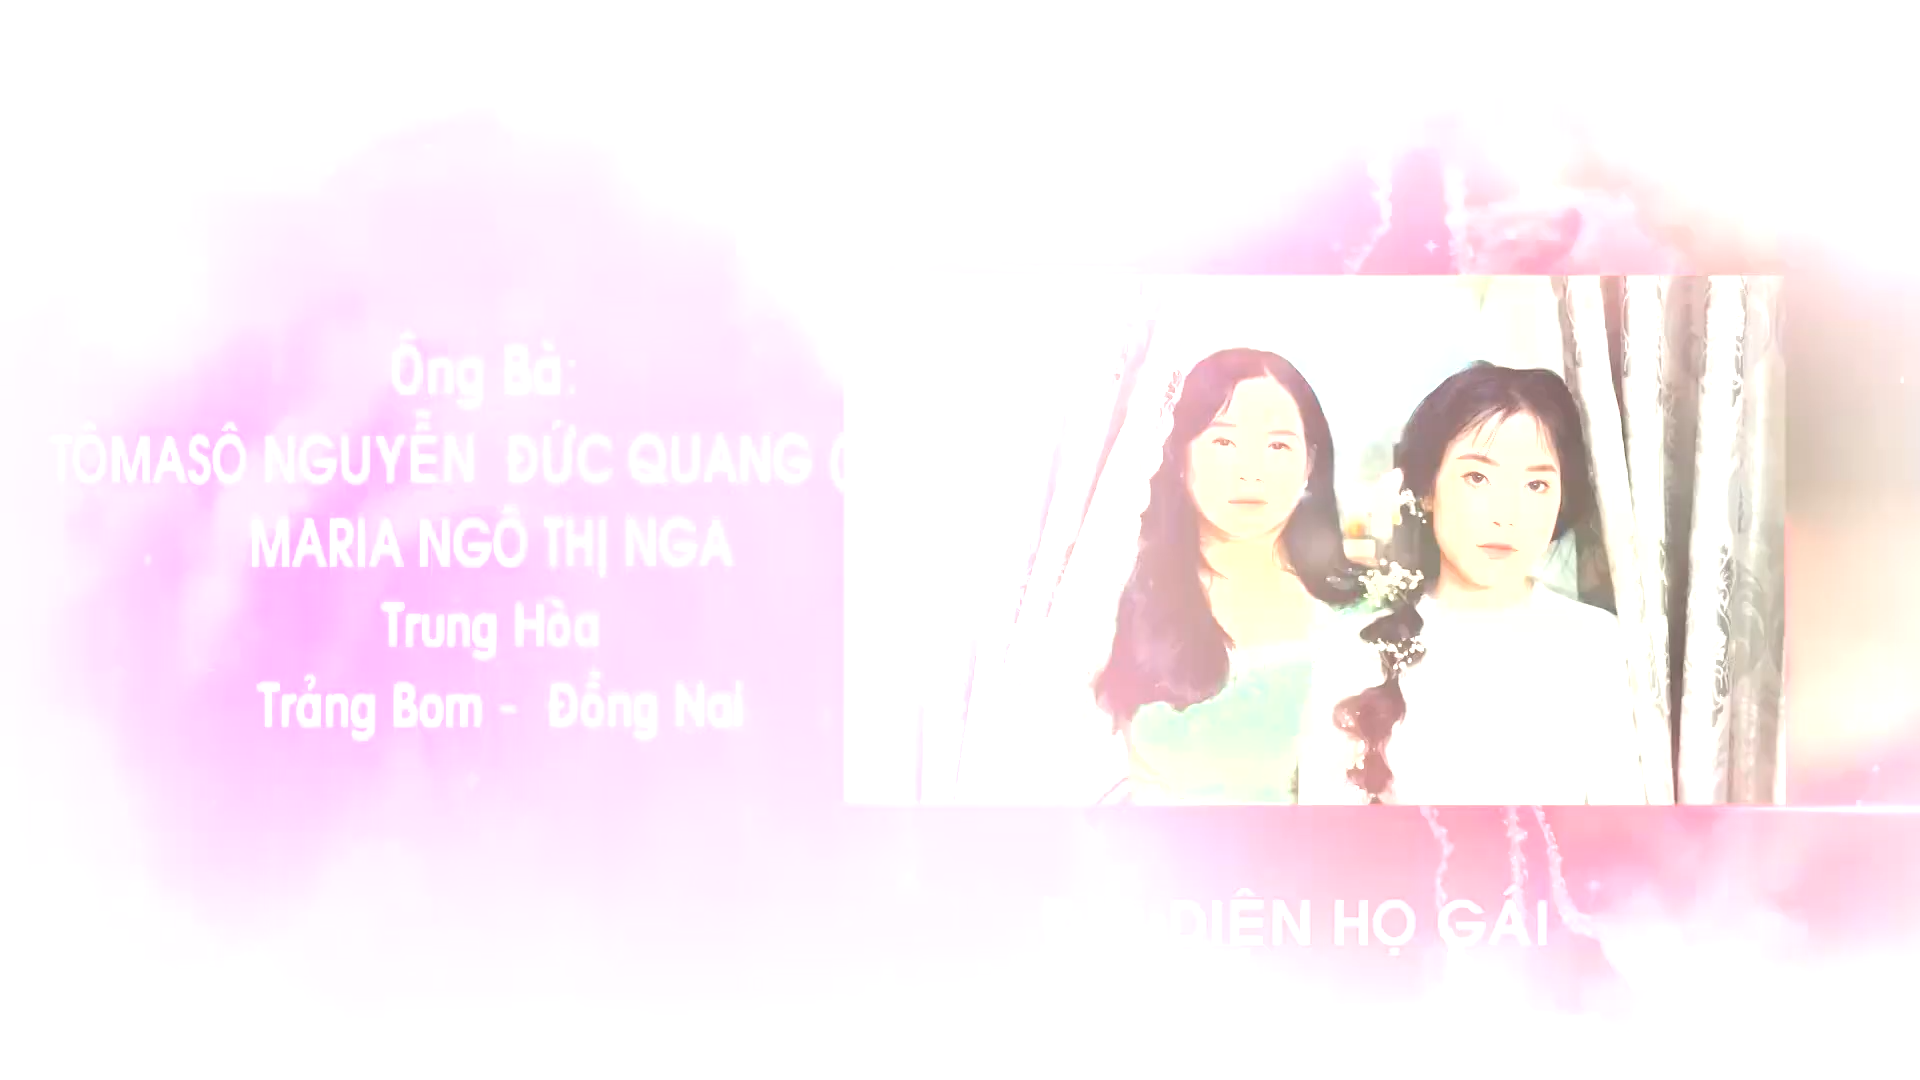 Ông Bà:
TÔMASÔ NGUYỄN ĐỨC QUANG (
MARIA NGÔ THỊ NGA
Trung Hòa
Trảng Bom - Đồng Nai
DIỆN HỌ GÁI